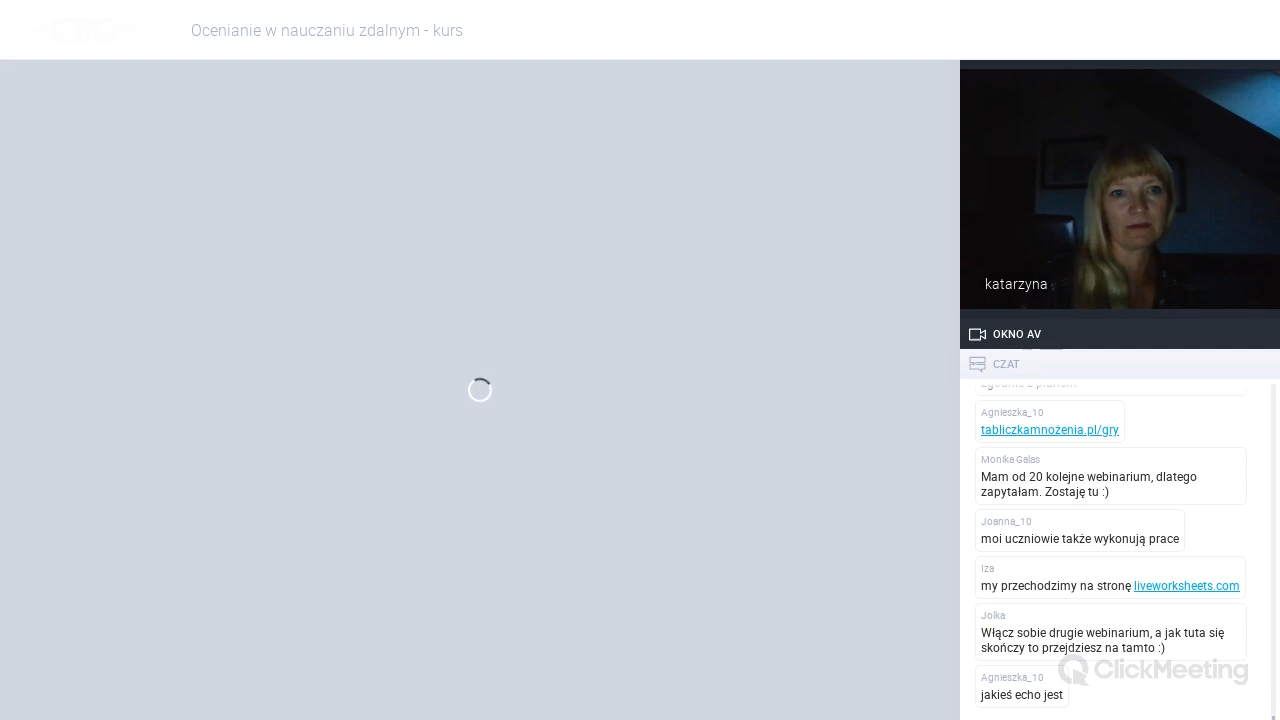 Ocenianie w nauczaniu zdalnym - kurs
katarzyna
OKNO AV
CZAT
zgodnie z planem
Agnieszka_10
tabliczkamnożenia.pl/gry
Monika Galas
Mam od 20 kolejne webinarium, dlatego
zapytałam. Zostaję tu :)
Joanna_10
moi uczniowie także wykonują prace
Iza
my przechodzimy na stronę liveworksheets.com
Jolka
Włącz sobie drugie webinarium, a jak tuta się
skończy to przejdziesz na tamto :)
ClickMeeting
Agnieszka_10
jakieś echo jest